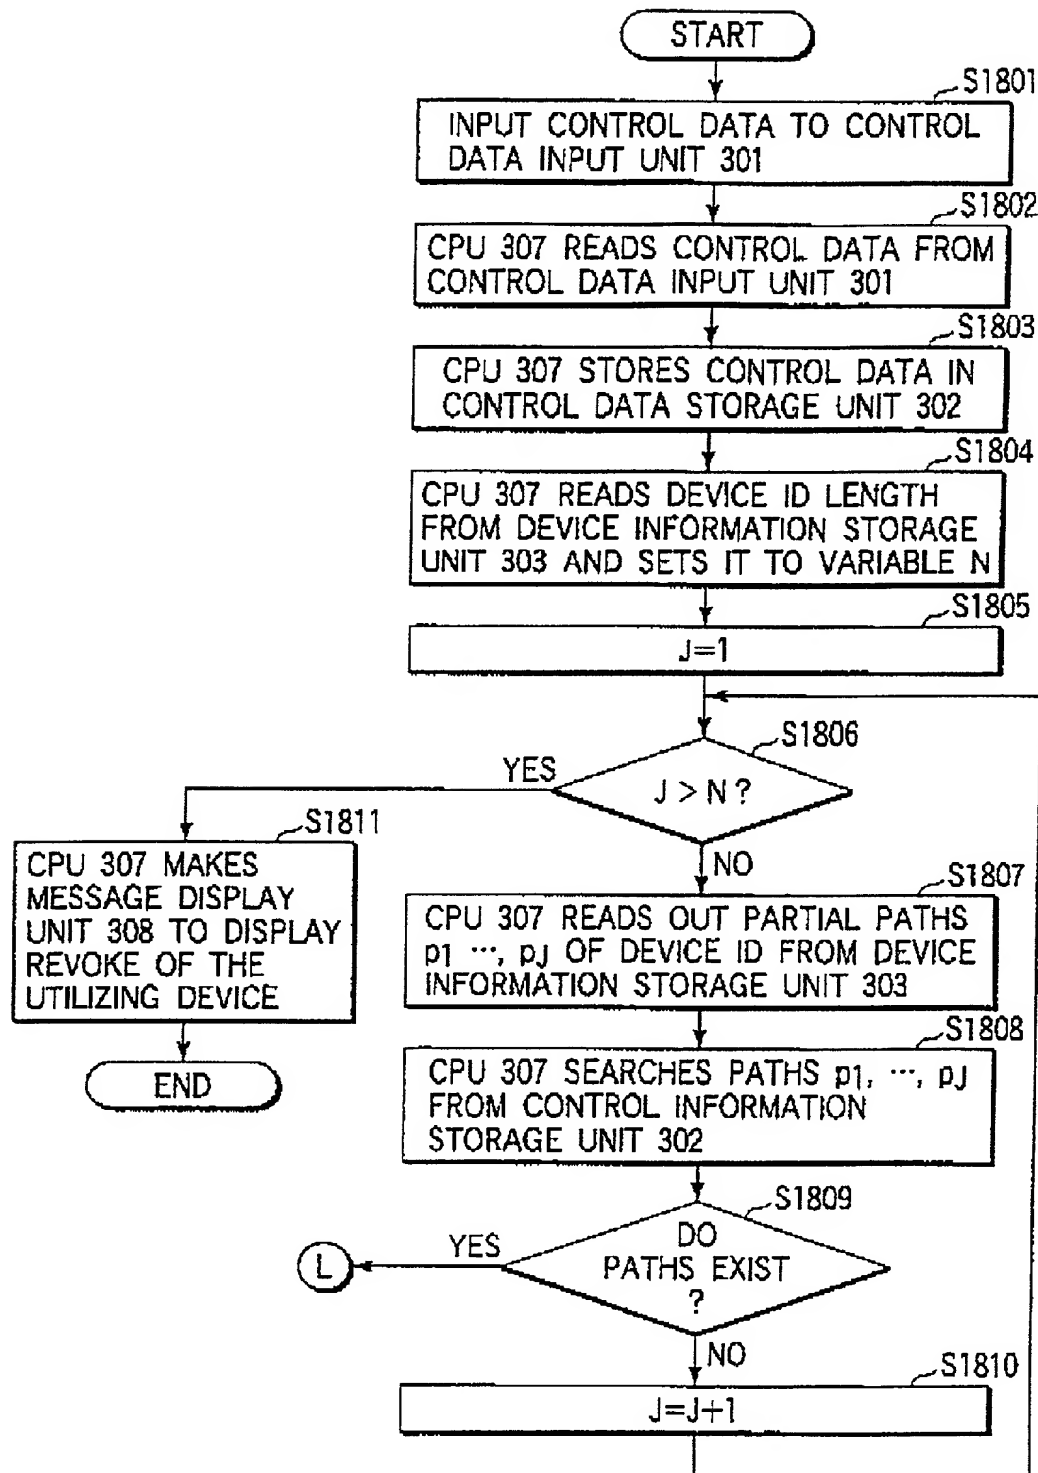 START
S1801
INPUT CONTROL DATA TO CONTROL
DATA INPUT UNIT 301
S1802
CPU 307 READS CONTROL DATA FROM
CONTROL DATA INPUT UNIT 301
S1803
CPU 307 STORES CONTROL DATA IN
CONTROL DATA STORAGE UNIT 302
S1804
CPU 307 READS DEVICE ID LENGTH
FROM DEVICE INFORMATION STORAGE
UNIT 303 AND SETS IT TO VARIABLE N
S1805
J=1
S1806
J > N ?
YES
NO
S1811
CPU 307 MAKES
MESSAGE DISPLAY
UNIT 308 TO DISPLAY
REVOKE OF THE
UTILIZING DEVICE
END
S1807
CPU 307 READS OUT PARTIAL PATHS
p1 ···, pJ OF DEVICE ID FROM DEVICE
INFORMATION STORAGE UNIT 303
S1808
CPU 307 SEARCHES PATHS p1, ···, pJ
FROM CONTROL INFORMATION
STORAGE UNIT 302
S1809
DO
PATHS EXIST
?
YES
L
NO
S1810
J=J+1